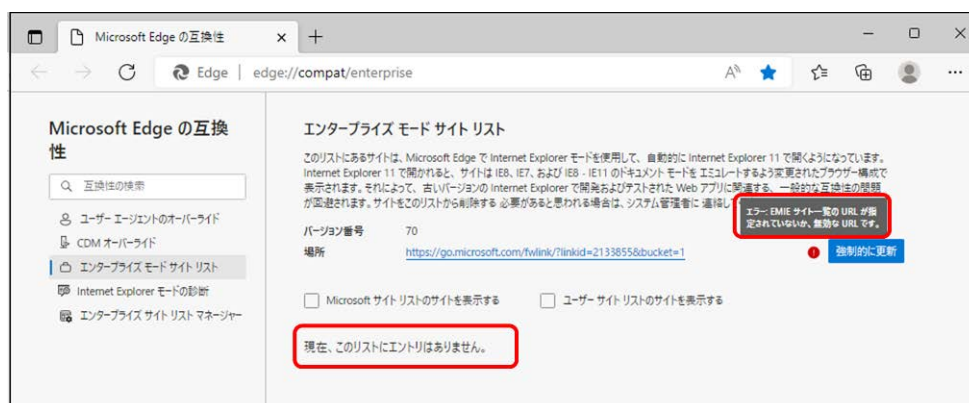 Microsoft Edge の互換性
Edge
edge://compat/enterprise
Microsoft Edge の互換
性
互換性の検索
ユーザー エージェントのオーバーライド
CDM オーバーライド
エンタープライズ モード サイト リスト
Internet Explorer モードの診断
エンタープライズ サイト リスト マネージャー
エンタープライズ モード サイト リスト
このリストにあるサイトは、Microsoft Edge で Internet Explorer モードを使用して、自動的に Internet Explorer 11 で開くようになっています。
Internet Explorer 11 で開かれると、サイトは IE8、IE7、および IE8 - IE11 のドキュメント モードを エミュレートするよう変更されたブラウザー構成で
表示されます。それによって、古いバージョンの Internet Explorer で開発およびテストされた Web アプリに関連する、一般的な互換性の問題
が回避されます。サイトをこのリストから削除する 必要があると思われる場合は、システム管理者に 連絡し
エラー: EMIE サイト一覧の URL が指
定されていないか、無効な URL です。
バージョン番号 70
場所 https://go.microsoft.com/fwlink/?linkid=2133855&bucket=1
強制的に更新
Microsoft サイト リストのサイトを表示する
ユーザー サイト リストのサイトを表示する
現在、このリストにエントリはありません。